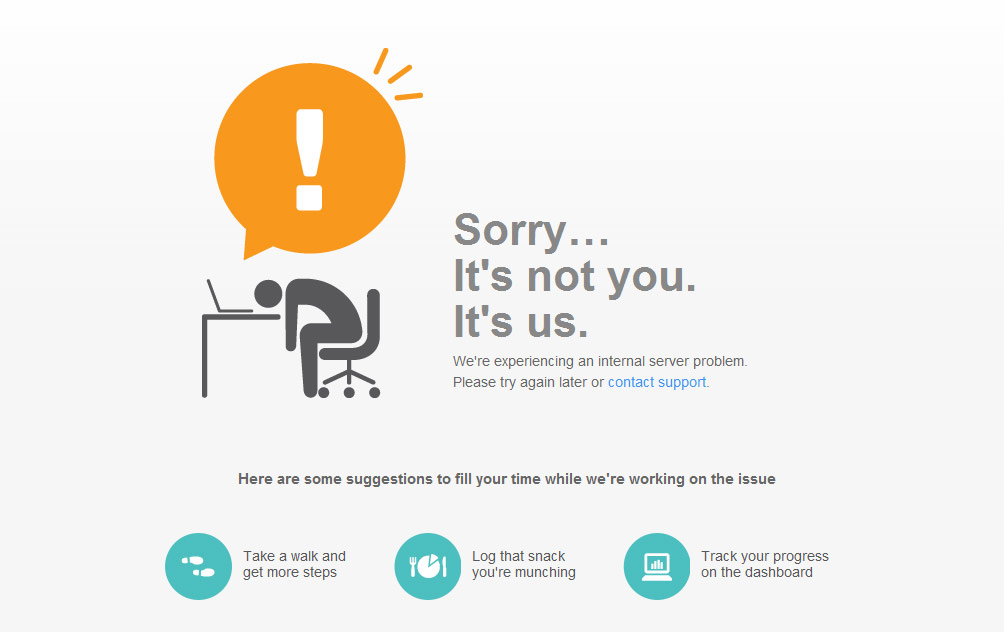 !
Sorry…
It's not you.
It's us.
We're experiencing an internal server problem.
Please try again later or contact support.
Here are some suggestions to fill your time while we're working on the issue
Take a walk and
get more steps
Log that snack
you're munching
Track your progress
on the dashboard